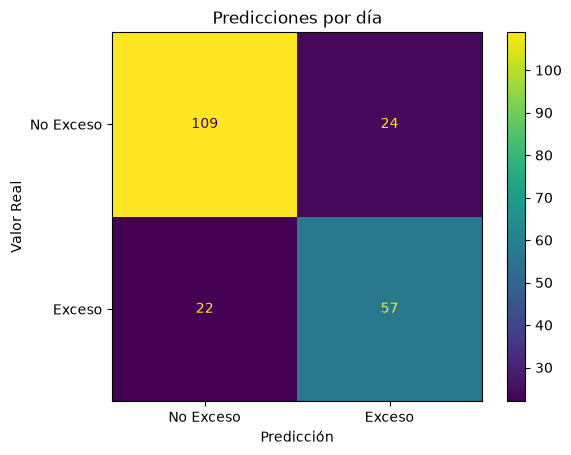 Predicciones por día
No Exceso
109
24
Exceso
22
57
Valor Real
No Exceso
Exceso
Predicción
100
90
80
70
60
50
40
30